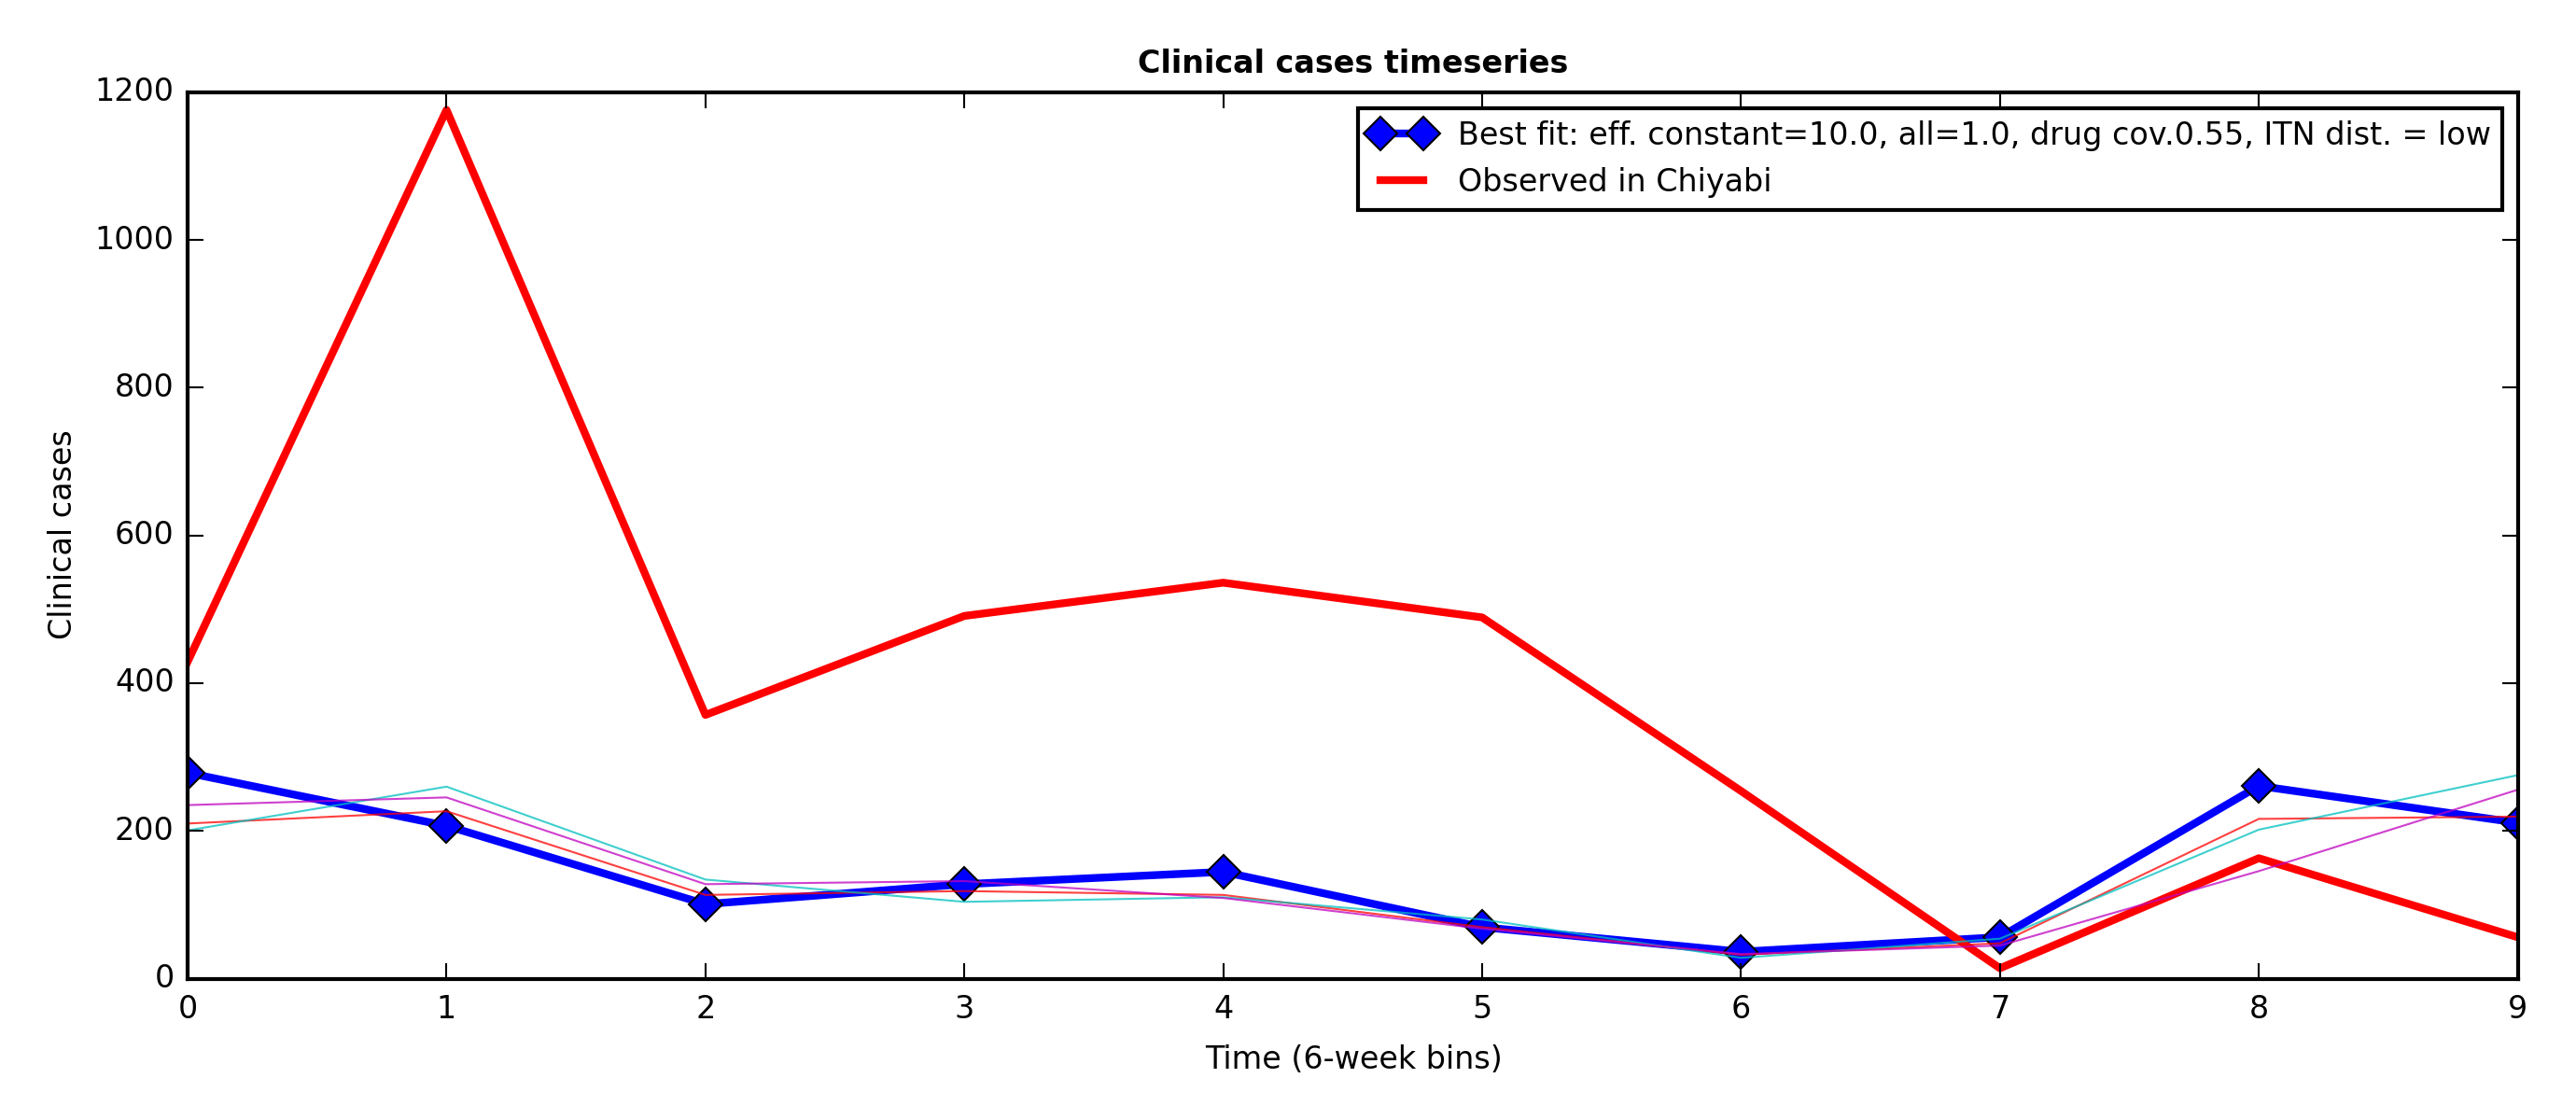 Clinical cases timeseries
1200
1000
800
600
400
200
0
Clinical cases
Best fit: eff. constant=10.0, all=1.0, drug cov.0.55, ITN dist. = low
Observed in Chiyabi
0 1 2 3 4 5 6 7 8 9
Time (6-week bins)